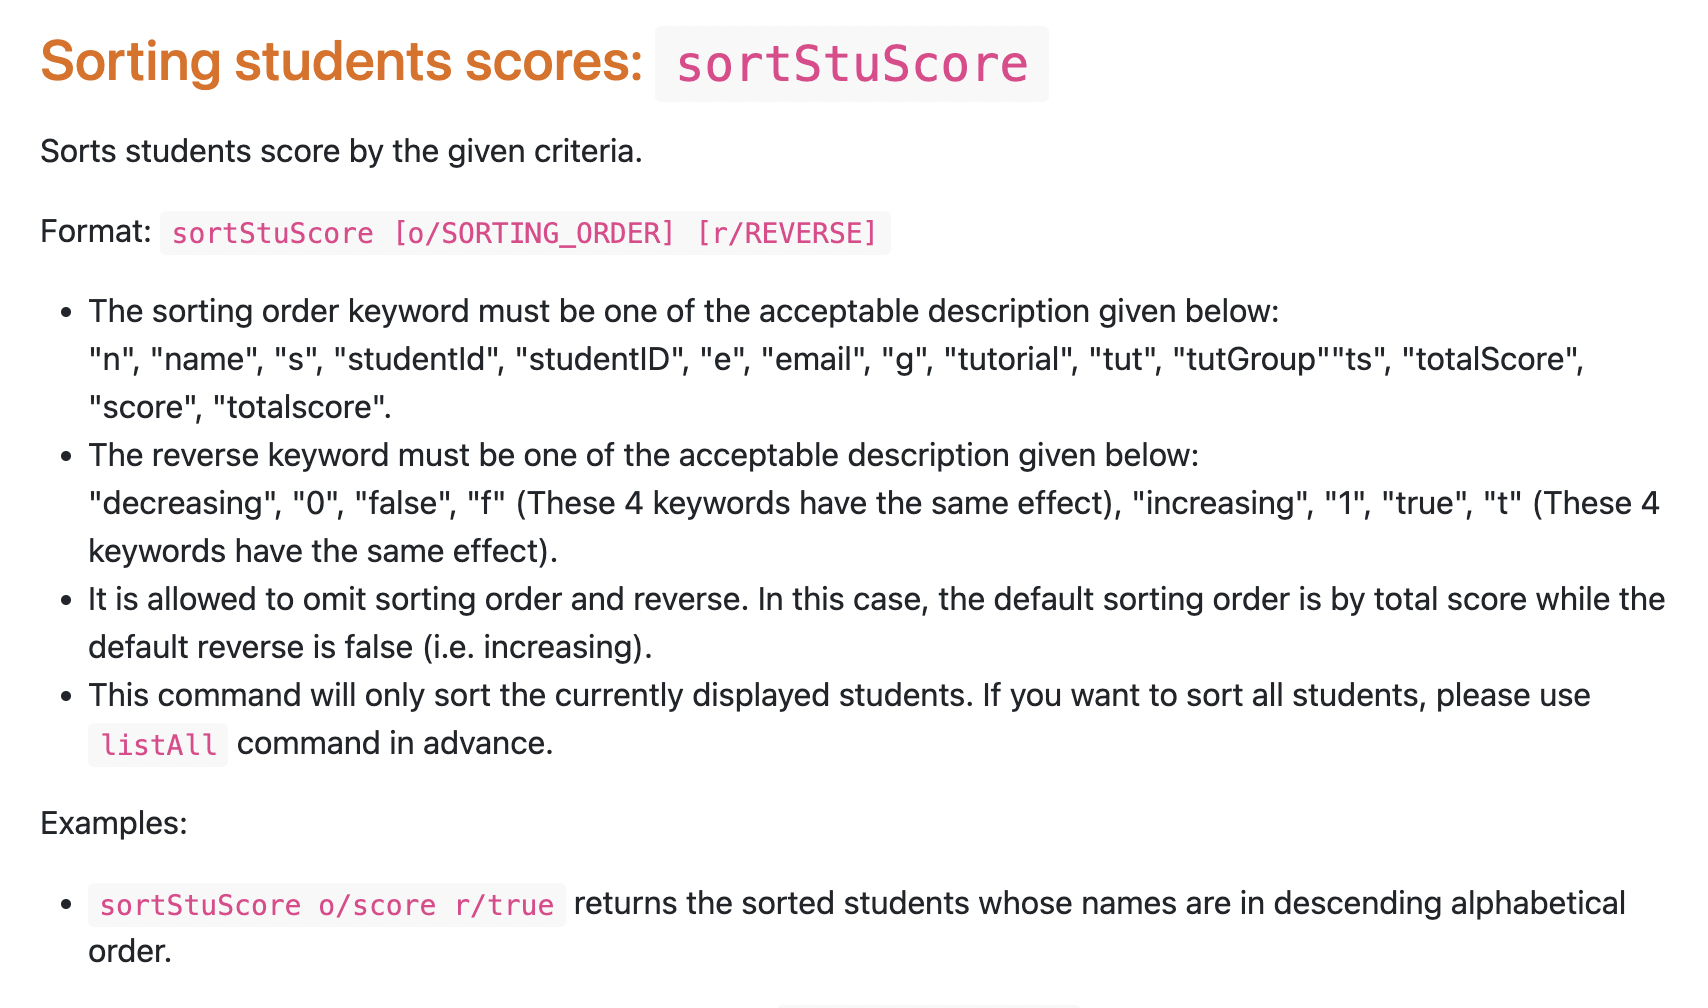 Sorting students scores: sortStuScore
Sorts students score by the given criteria.
Format: sortStuScore [o/SORTING_ORDER] [r/REVERSE]
• The sorting order keyword must be one of the acceptable description given below:
"n", "name", "s", "studentId", "studentID", "e", "email", "g", "tutorial", "tut", "tutGroup""ts", "totalScore",
"score", "totalscore".
• The reverse keyword must be one of the acceptable description given below:
"decreasing", "0", "false", "f" (These 4 keywords have the same effect), "increasing", "1", "true", "t" (These 4
keywords have the same effect).
• It is allowed to omit sorting order and reverse. In this case, the default sorting order is by total score while the
default reverse is false (i.e. increasing).
• This command will only sort the currently displayed students. If you want to sort all students, please use
listAll command in advance.
Examples:
• sortStuScore o/score r/true returns the sorted students whose names are in descending alphabetical
order.